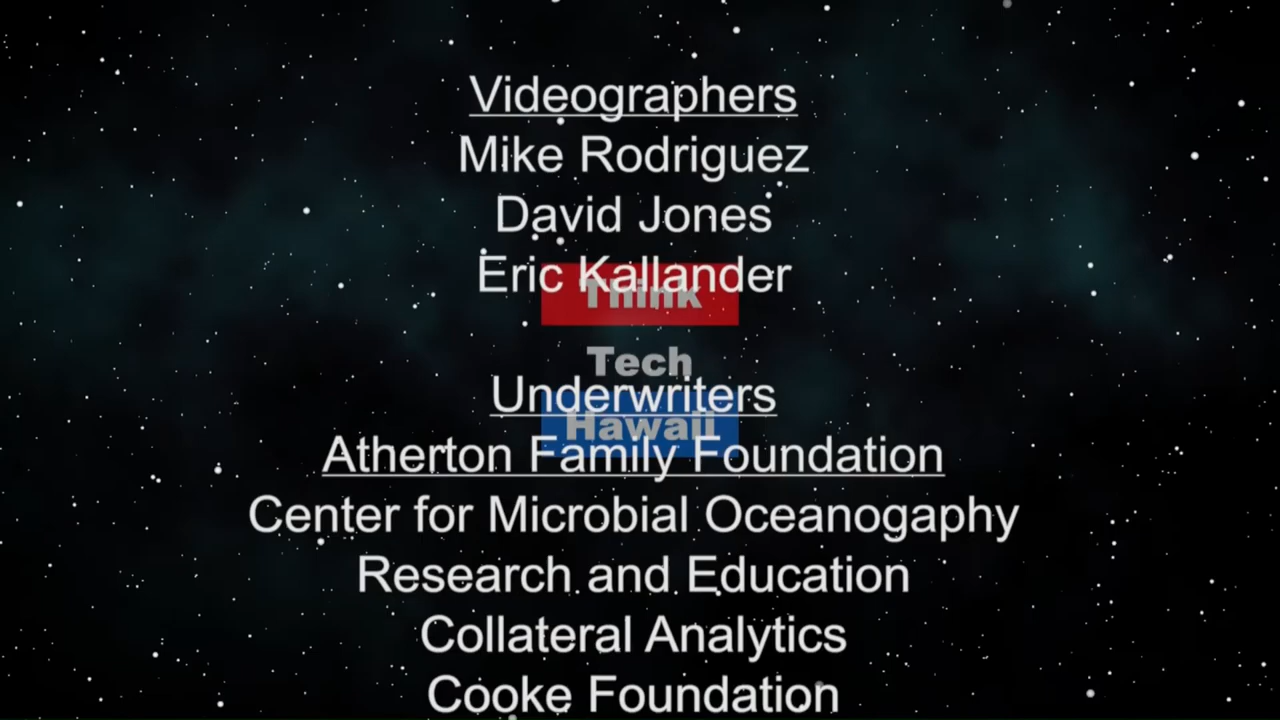 Videographers
Mike Rodriguez
David Jones
Eric Kallander
Think
Tech
Underwriters
Hawaii
Atherton Family Foundation
Center for Microbial Oceanogaphy
Research and Education
Collateral Analytics
Cooke Foundation